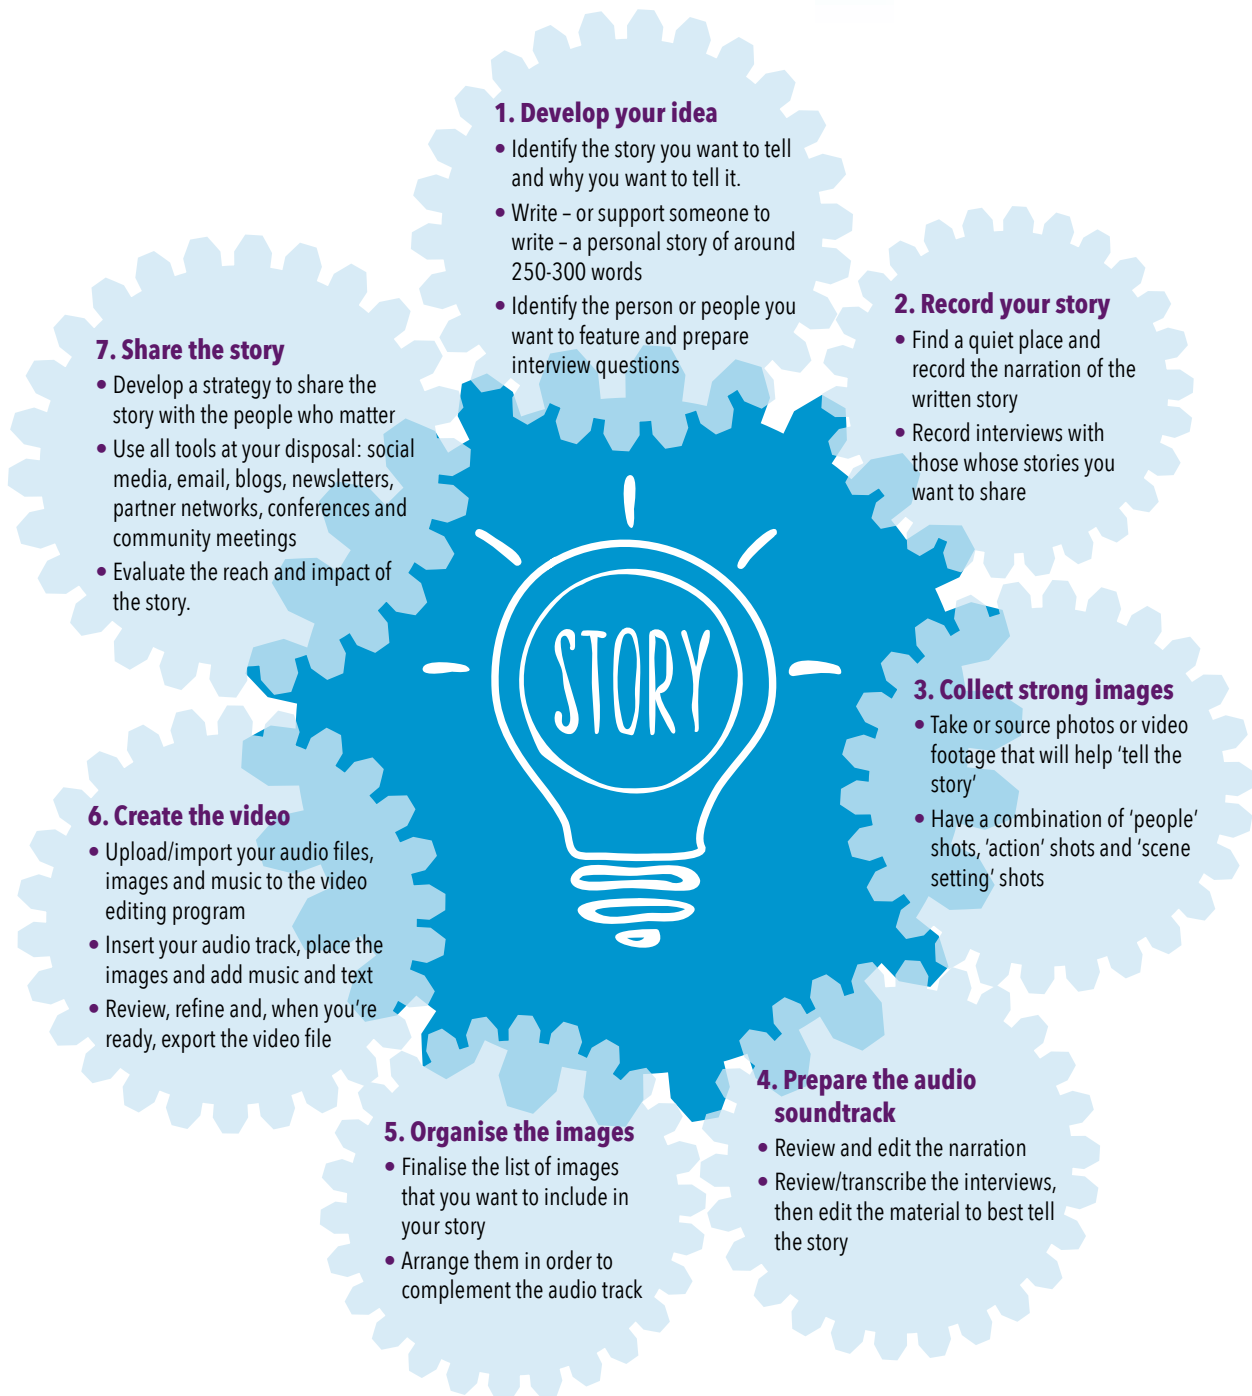 1. Develop your idea
• Identify the story you want to tell
and why you want to tell it.
• Write – or support someone to
write – a personal story of around
250-300 words
• Identify the person or people you
want to feature and prepare
interview questions
2. Record your story
• Find a quiet place and
record the narration of the
written story
• Record interviews with
those whose stories you
want to share
3. Collect strong images
• Take or source photos or video
footage that will help ‘tell the
story’
• Have a combination of ‘people’
shots, ‘action’ shots and ‘scene
setting’ shots
4. Prepare the audio
soundtrack
• Review and edit the narration
• Review/transcribe the interviews,
then edit the material to best tell
the story
5. Organise the images
• Finalise the list of images
that you want to include in
your story
• Arrange them in order to
complement the audio track
6. Create the video
• Upload/import your audio files,
images and music to the video
editing program
• Insert your audio track, place the
images and add music and text
• Review, refine and, when you’re
ready, export the video file
7. Share the story
• Develop a strategy to share the
story with the people who matter
• Use all tools at your disposal: social
media, email, blogs, newsletters,
partner networks, conferences and
community meetings
• Evaluate the reach and impact of
the story.
STORY